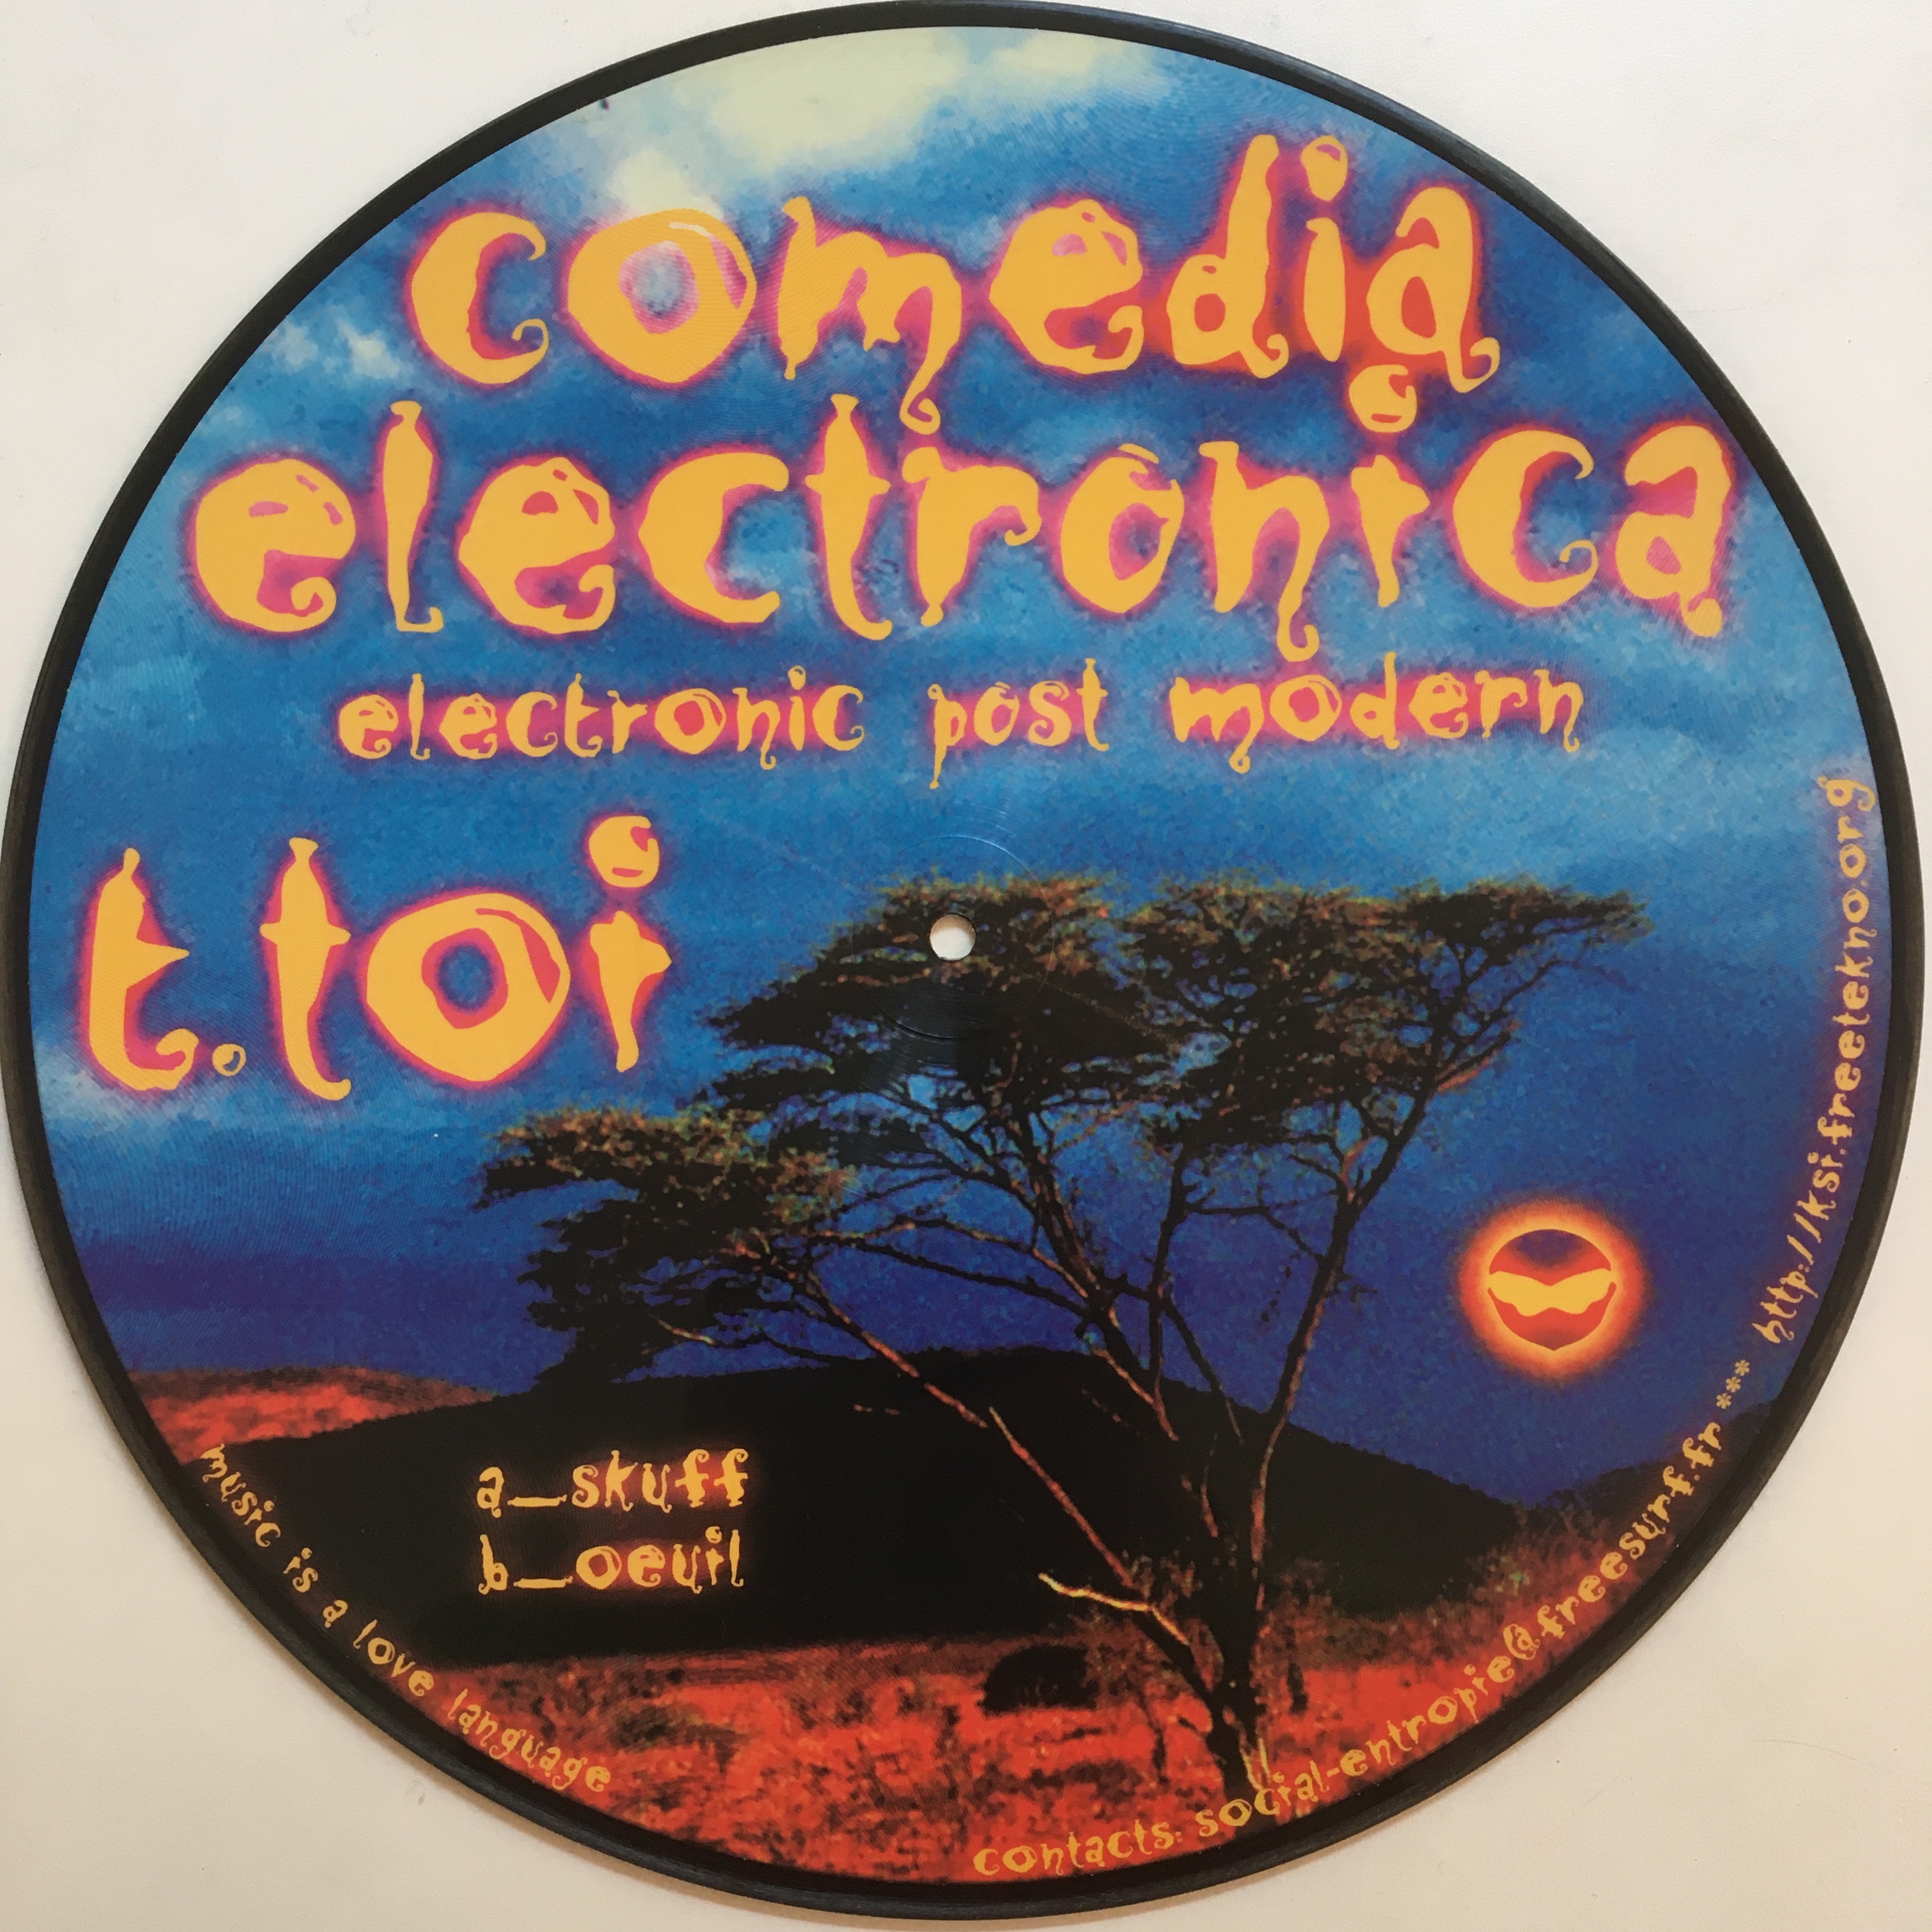 comedia
electronica
electronic post modern
t.toi
a_skuff
b_oeuil
music is a love language
contacts: social-entropie@freesurf.fr *** http://ksi.freetekno.org